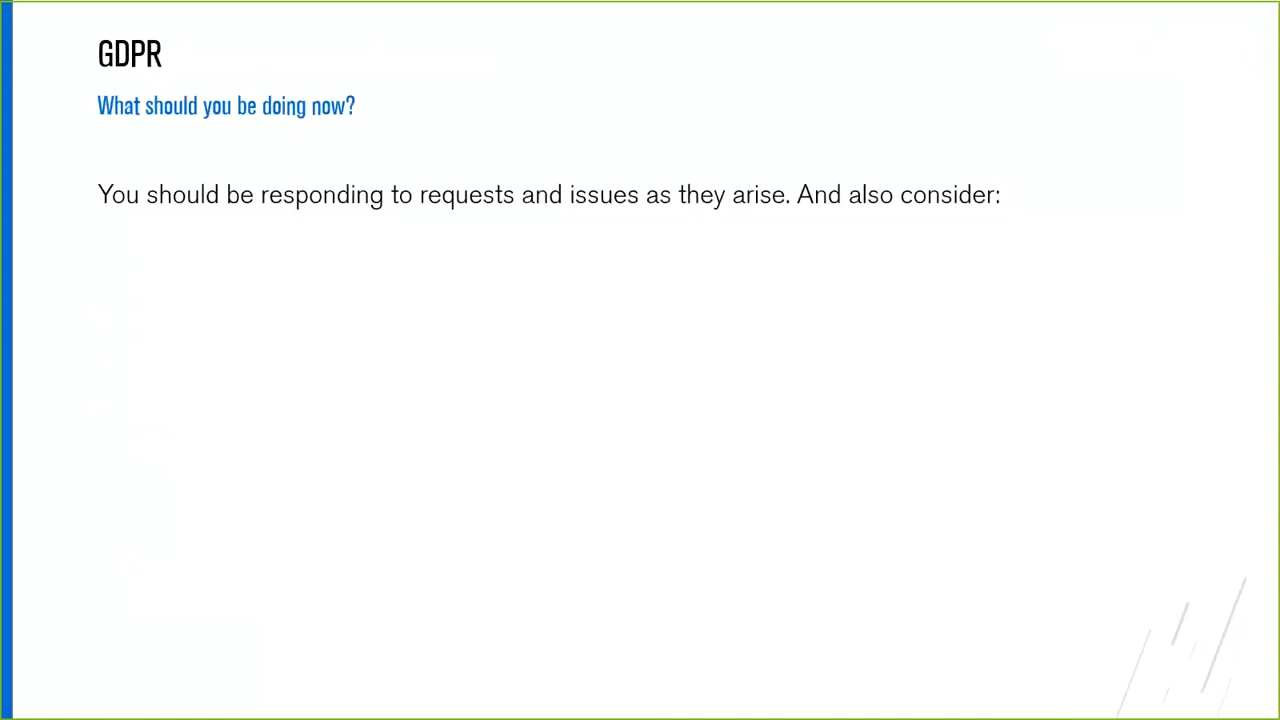 GDPR
What should you be doing now?
You should be responding to requests and issues as they arise. And also consider: